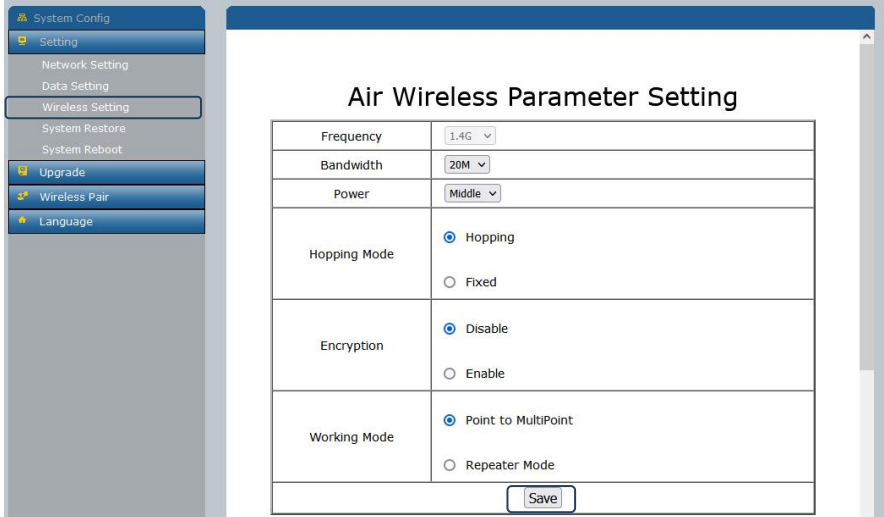 System Config
Setting
Network Setting
Data Setting
Wireless Setting
System Restore
System Reboot
Upgrade
Wireless Pair
Language
Air Wireless Parameter Setting
Frequency 1.4G
Bandwidth 20M
Power Middle
Hopping Mode
Hopping
Fixed
Encryption
Disable
Enable
Working Mode
Point to MultiPoint
Repeater Mode
Save